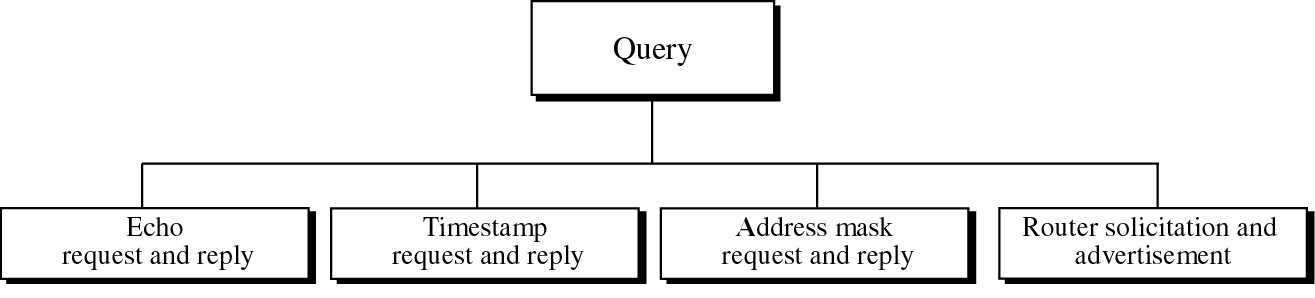 Query
Echo
request and reply
Timestamp
request and reply
Address mask
request and reply
Router solicitation and
advertisement